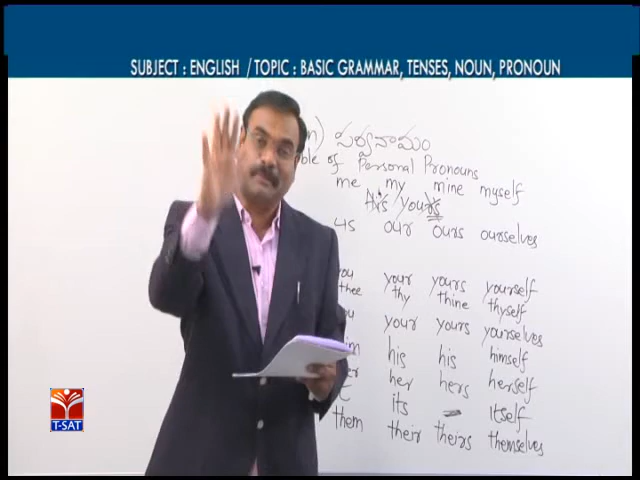 SUBJECT : ENGLISH / TOPIC : BASIC GRAMMAR, TENSES, NOUN, PRONOUN
సర్వనామం
of Personal Pronouns
me my mine myself
yours
us our ours ourselves
your yours yourself
thee thy thine thyself
your yours yourselves
his his himself
her hers herself
its - itself
them their theirs themselves
T-SAT